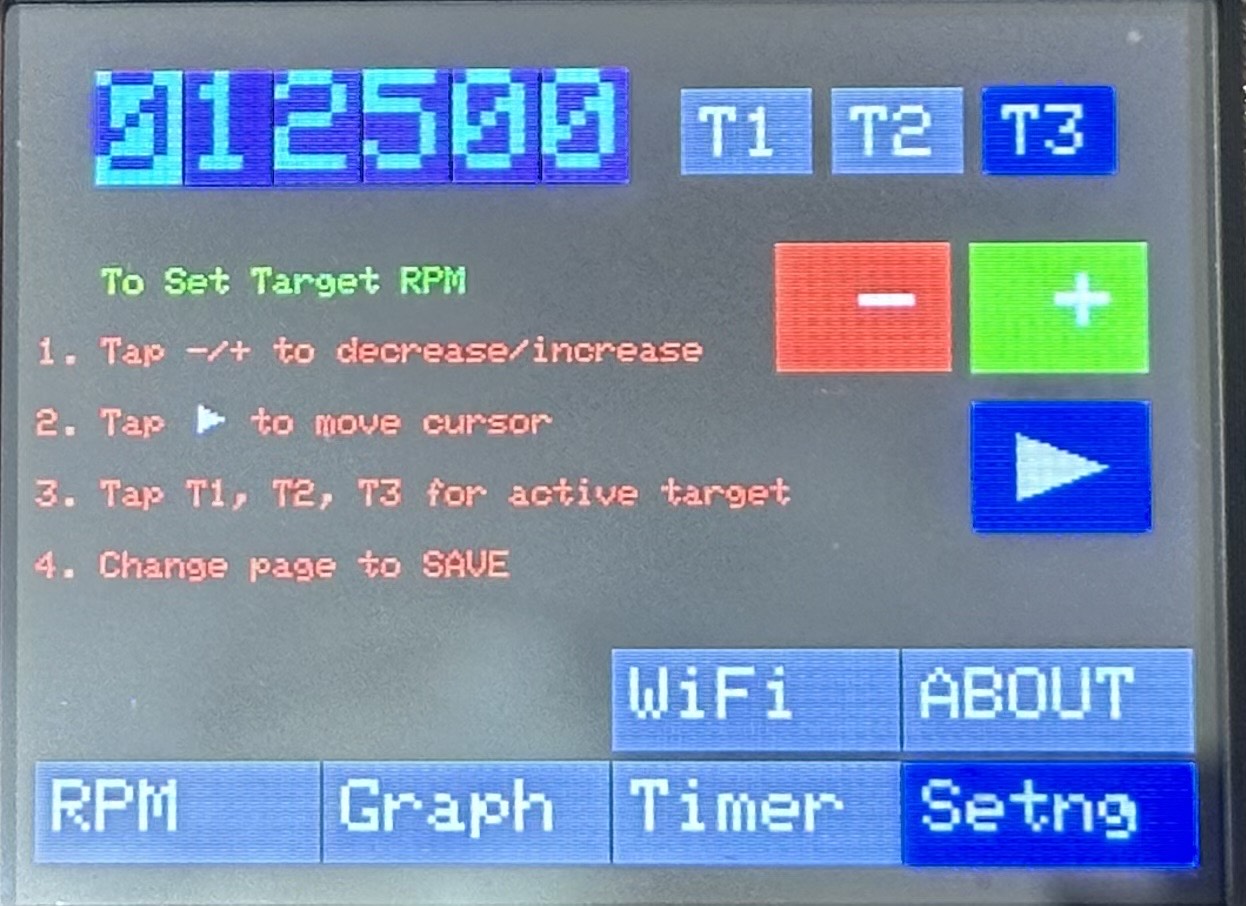 012500 T1 T2 T3
To Set Target RPM
- +
1. Tap -/+ to decrease/increase
2. Tap ▶ to move cursor
3. Tap T1, T2, T3 for active target
4. Change page to SAVE
WiFi ABOUT
RPM Graph Timer Setng